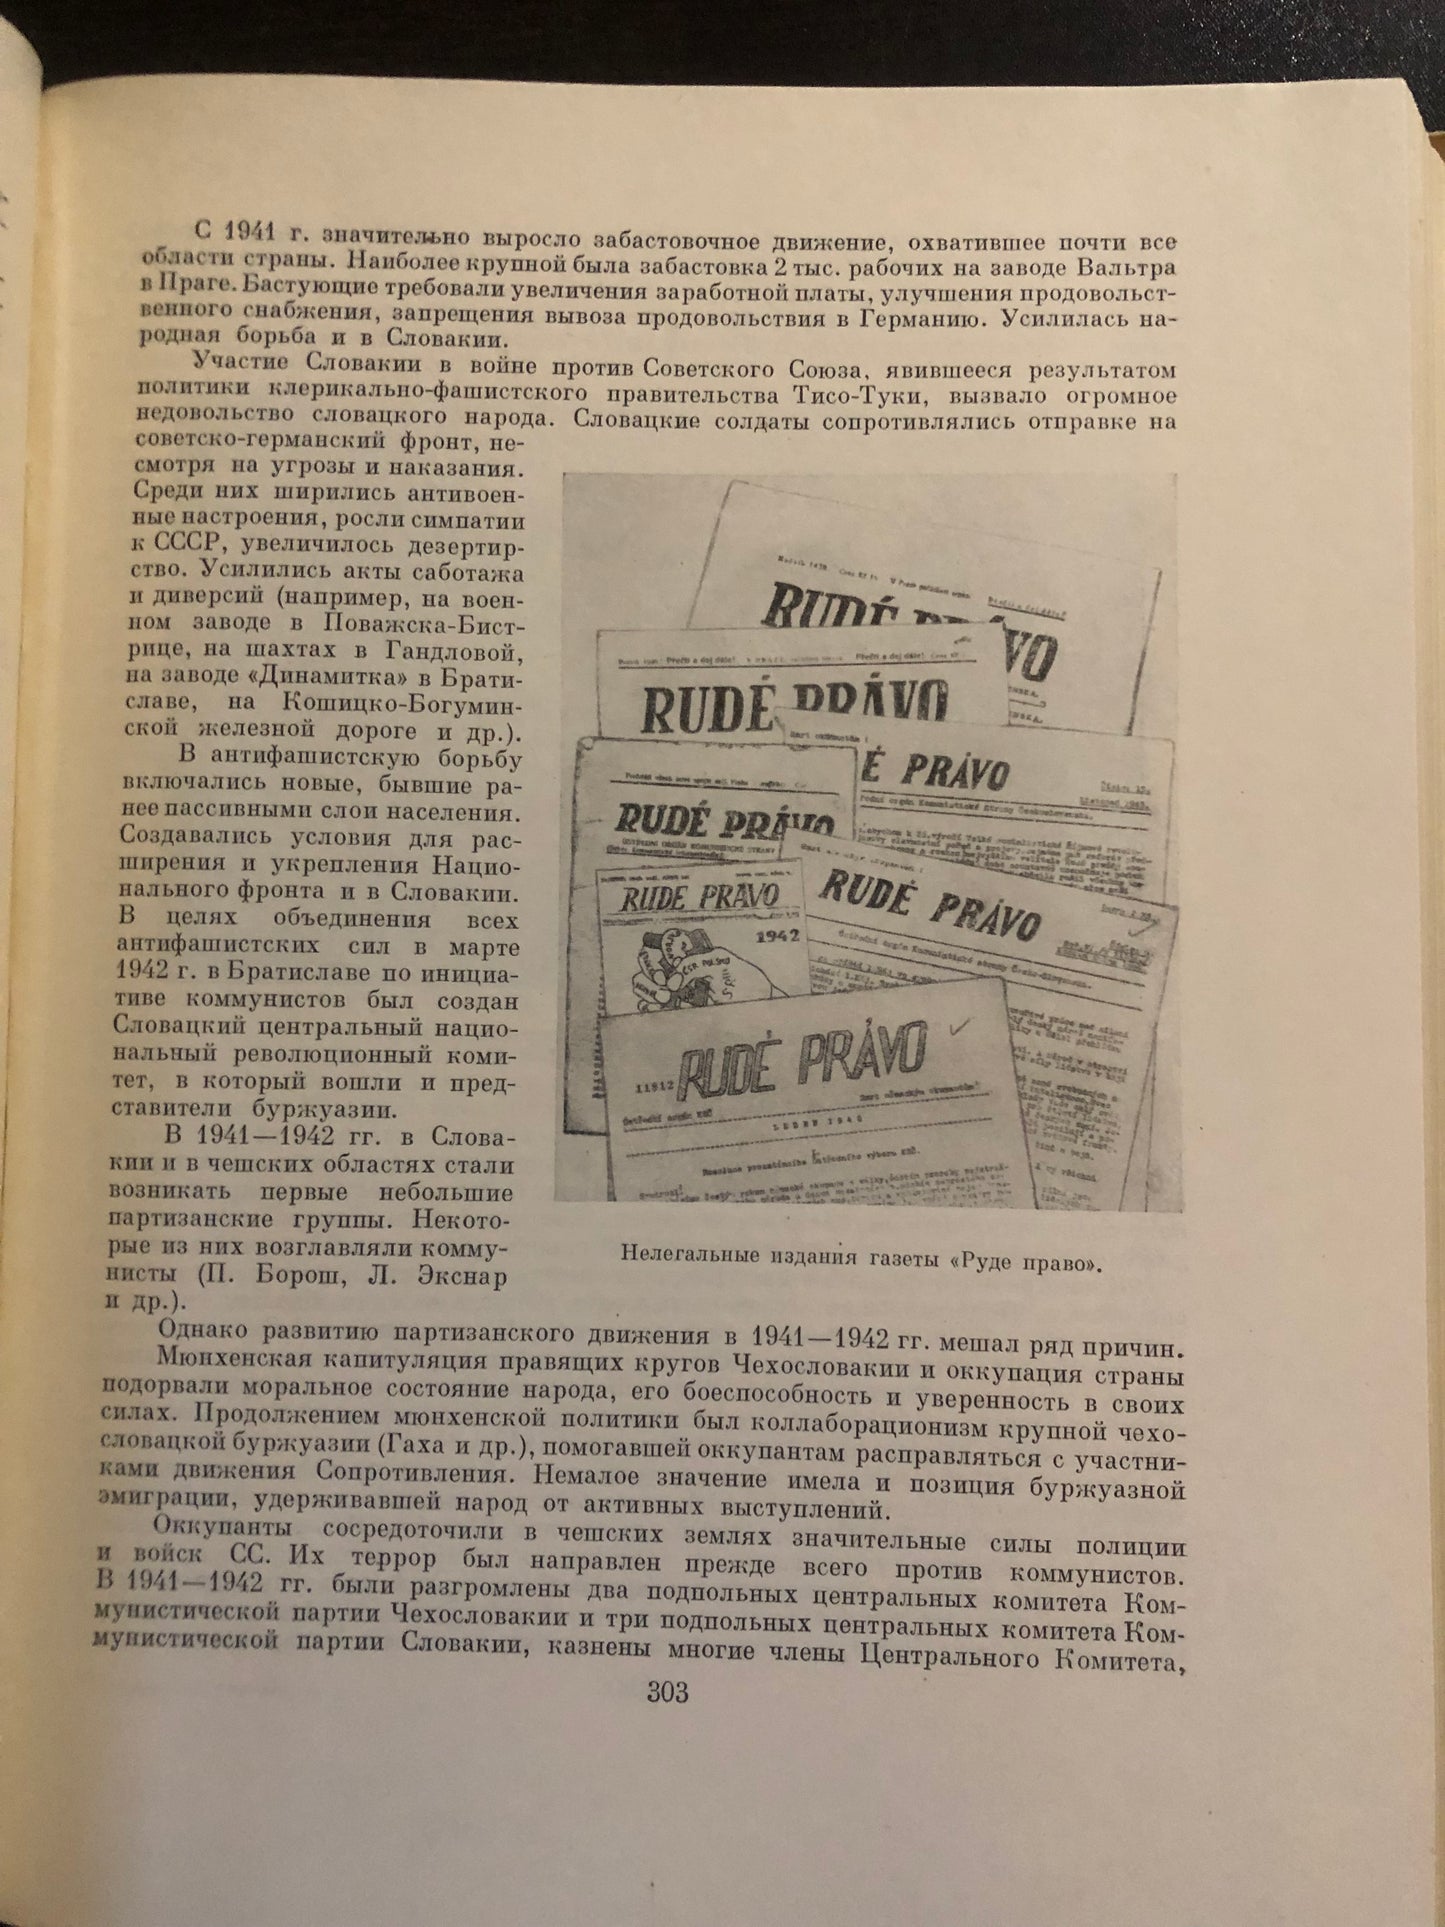 С 1941 г. значительно выросло забастовочное движение, охватившее почти все
области страны. Наиболее крупной была забастовка 2 тыс. рабочих на заводе Вальтра
в Праге. Бастующие требовали увеличения заработной платы, улучшения продовольст-
венного снабжения, запрещения вывоза продовольствия в Германию. Усилилась на-
родная борьба и в Словакии.
Участие Словакии в войне против Советского Союза, явившееся результатом
политики клерикально-фашистского правительства Тисо-Туки, вызвало огромное
недовольство словацкого народа. Словацкие солдаты сопротивлялись отправке на
советско-германский фронт, не-
смотря на угрозы и наказания.
Среди них ширились антивоен-
ные настроения, росли симпатии
к СССР, увеличилось дезертир-
ство. Усилились акты саботажа
и диверсий (например, на воен-
ном заводе в Поважска-Бист-
рице, на шахтах в Гандловой,
на заводе «Динамитка» в Брати-
славе, на Кошицко-Богумин-
ской железной дороге и др.).
В антифашистскую борьбу
включались новые, бывшие ра-
нее пассивными слои населения.
Создавались условия для рас-
ширения и укрепления Нацио-
нального фронта и в Словакии.
В целях объединения всех
антифашистских сил в марте
1942 г. в Братиславе по инициа-
тиве коммунистов был создан
Словацкий центральный нацио-
нальный революционный коми-
тет, в который вошли и пред-
ставители буржуазии.
В 1941—1942 гг. в Слова-
кии и в чешских областях стали
возникать первые небольшие
партизанские группы. Некото-
рые из них возглавляли комму-
нисты (П. Борош, Л. Экснар
и др.).
RUDÉ PRÁVO
Přečti a dej dále!
RUDÉ PRÁVO
É PRÁVO
RUDÉ PRÁVO
RUDÉ PRÁVO
1942
RUDÉ PRÁVO
RUDÉ PRÁVO
Нелегальные издания газеты «Руде право».
Однако развитию партизанского движения в 1941—1942 гг. мешал ряд причин.
Мюнхенская капитуляция правящих кругов Чехословакии и оккупация страны
подорвали моральное состояние народа, его боеспособность и уверенность в своих
силах. Продолжением мюнхенской политики был коллаборационизм крупной чехо-
словацкой буржуазии (Гаха и др.), помогавшей оккупантам расправляться с участни-
ками движения Сопротивления. Немалое значение имела и позиция буржуазной
эмиграции, удерживавшей народ от активных выступлений.
Оккупанты сосредоточили в чешских землях значительные силы полиции
и войск СС. Их террор был направлен прежде всего против коммунистов.
В 1941—1942 гг. были разгромлены два подпольных центральных комитета Ком-
мунистической партии Чехословакии и три подпольных центральных комитета Ком-
мунистической партии Словакии, казнены многие члены Центрального Комитета,
303